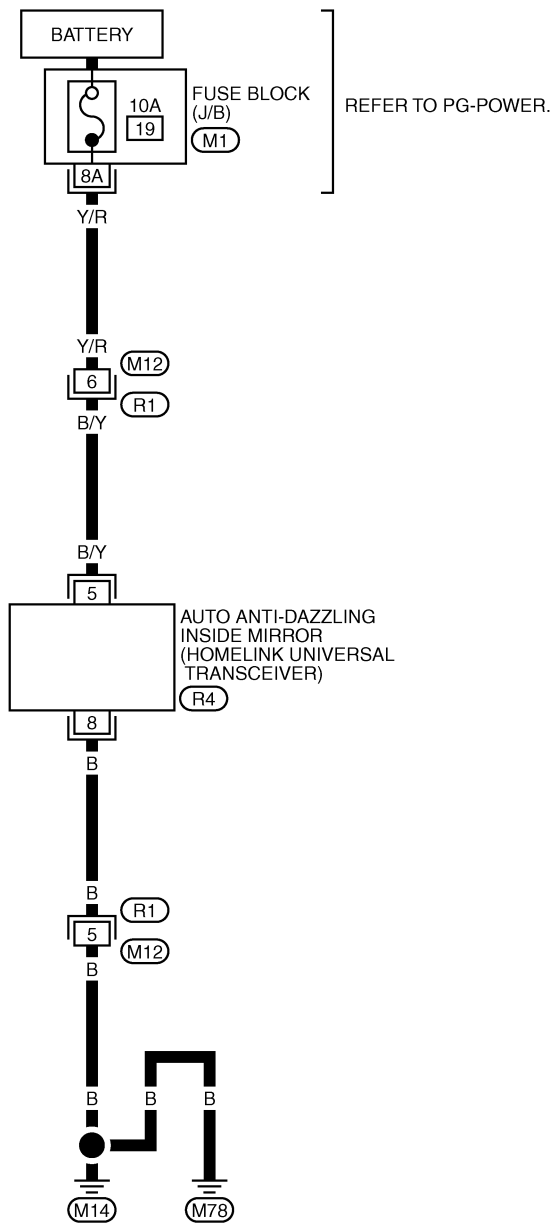 BATTERY
FUSE BLOCK
(J/B)
10A
19
M1
REFER TO PG-POWER.
8A
Y/R
Y/R
M12
6
R1
B/Y
B/Y
5
AUTO ANTI-DAZZLING
INSIDE MIRROR
(HOMELINK UNIVERSAL
TRANSCEIVER)
R4
8
B
B
R1
5
M12
B
B B B
M14 M78